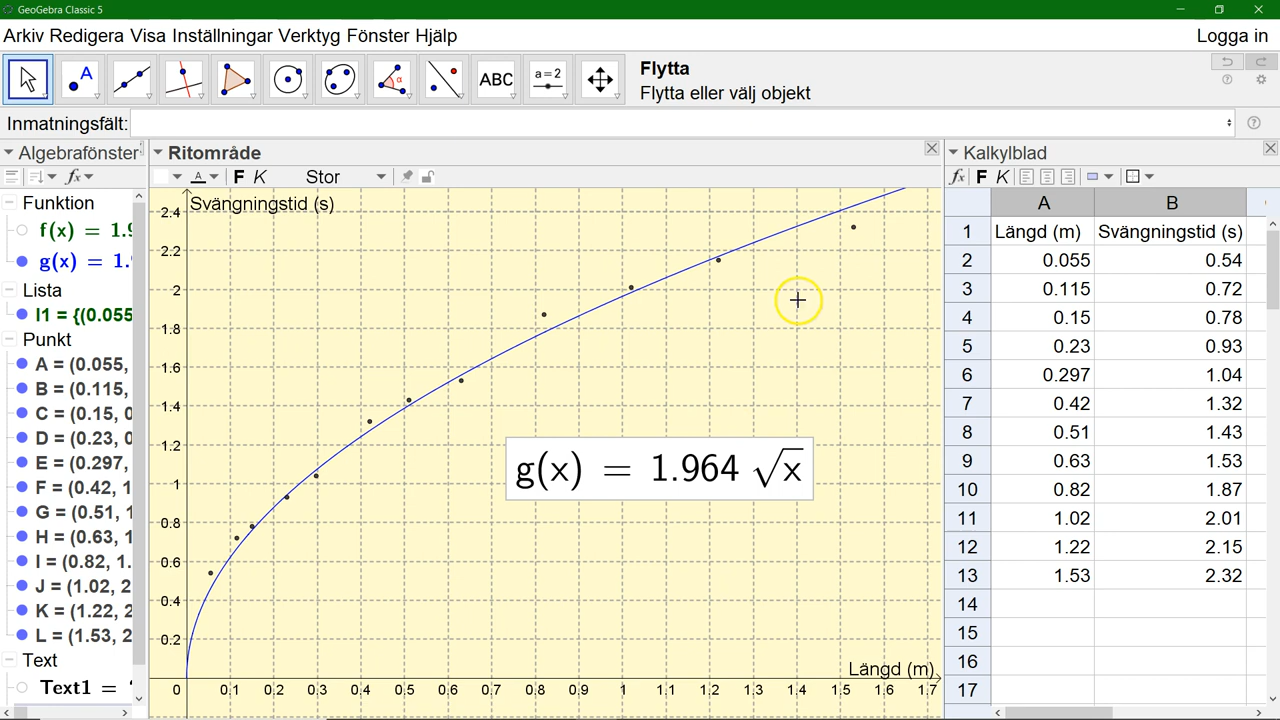 GeoGebra Classic 5
Arkiv Redigera Visa Inställningar Verktyg Fönster Hjälp
Logga in
A
ABC
a=2
α
Flytta
Flytta eller välj objekt
Inmatningsfält:
Algebrafönster
Funktion
f(x) = 1.9
g(x) = 1.
Lista
l1 = {(0.055
Punkt
A = (0.055,
B = (0.115,
C = (0.15, 0
D = (0.23, 0
E = (0.297,
F = (0.42, 1
G = (0.51, 1
H = (0.63, 1
I = (0.82, 1.
J = (1.02, 2
K = (1.22, 2
L = (1.53, 2
Text
Text1 =
Ritområde
A F K Stor
Svängningstid (s)
2.4
2.2
2
1.8
1.6
1.4
1.2
1
0.8
0.6
0.4
0.2
g(x) = 1.964 √x
Längd (m)
0 0.1 0.2 0.3 0.4 0.5 0.6 0.7 0.8 0.9 1 1.1 1.2 1.3 1.4 1.5 1.6 1.7
Kalkylblad
fx F K
A B
1 Längd (m) Svängningstid (s)
2 0.055 0.54
3 0.115 0.72
4 0.15 0.78
5 0.23 0.93
6 0.297 1.04
7 0.42 1.32
8 0.51 1.43
9 0.63 1.53
10 0.82 1.87
11 1.02 2.01
12 1.22 2.15
13 1.53 2.32
14
15
16
17